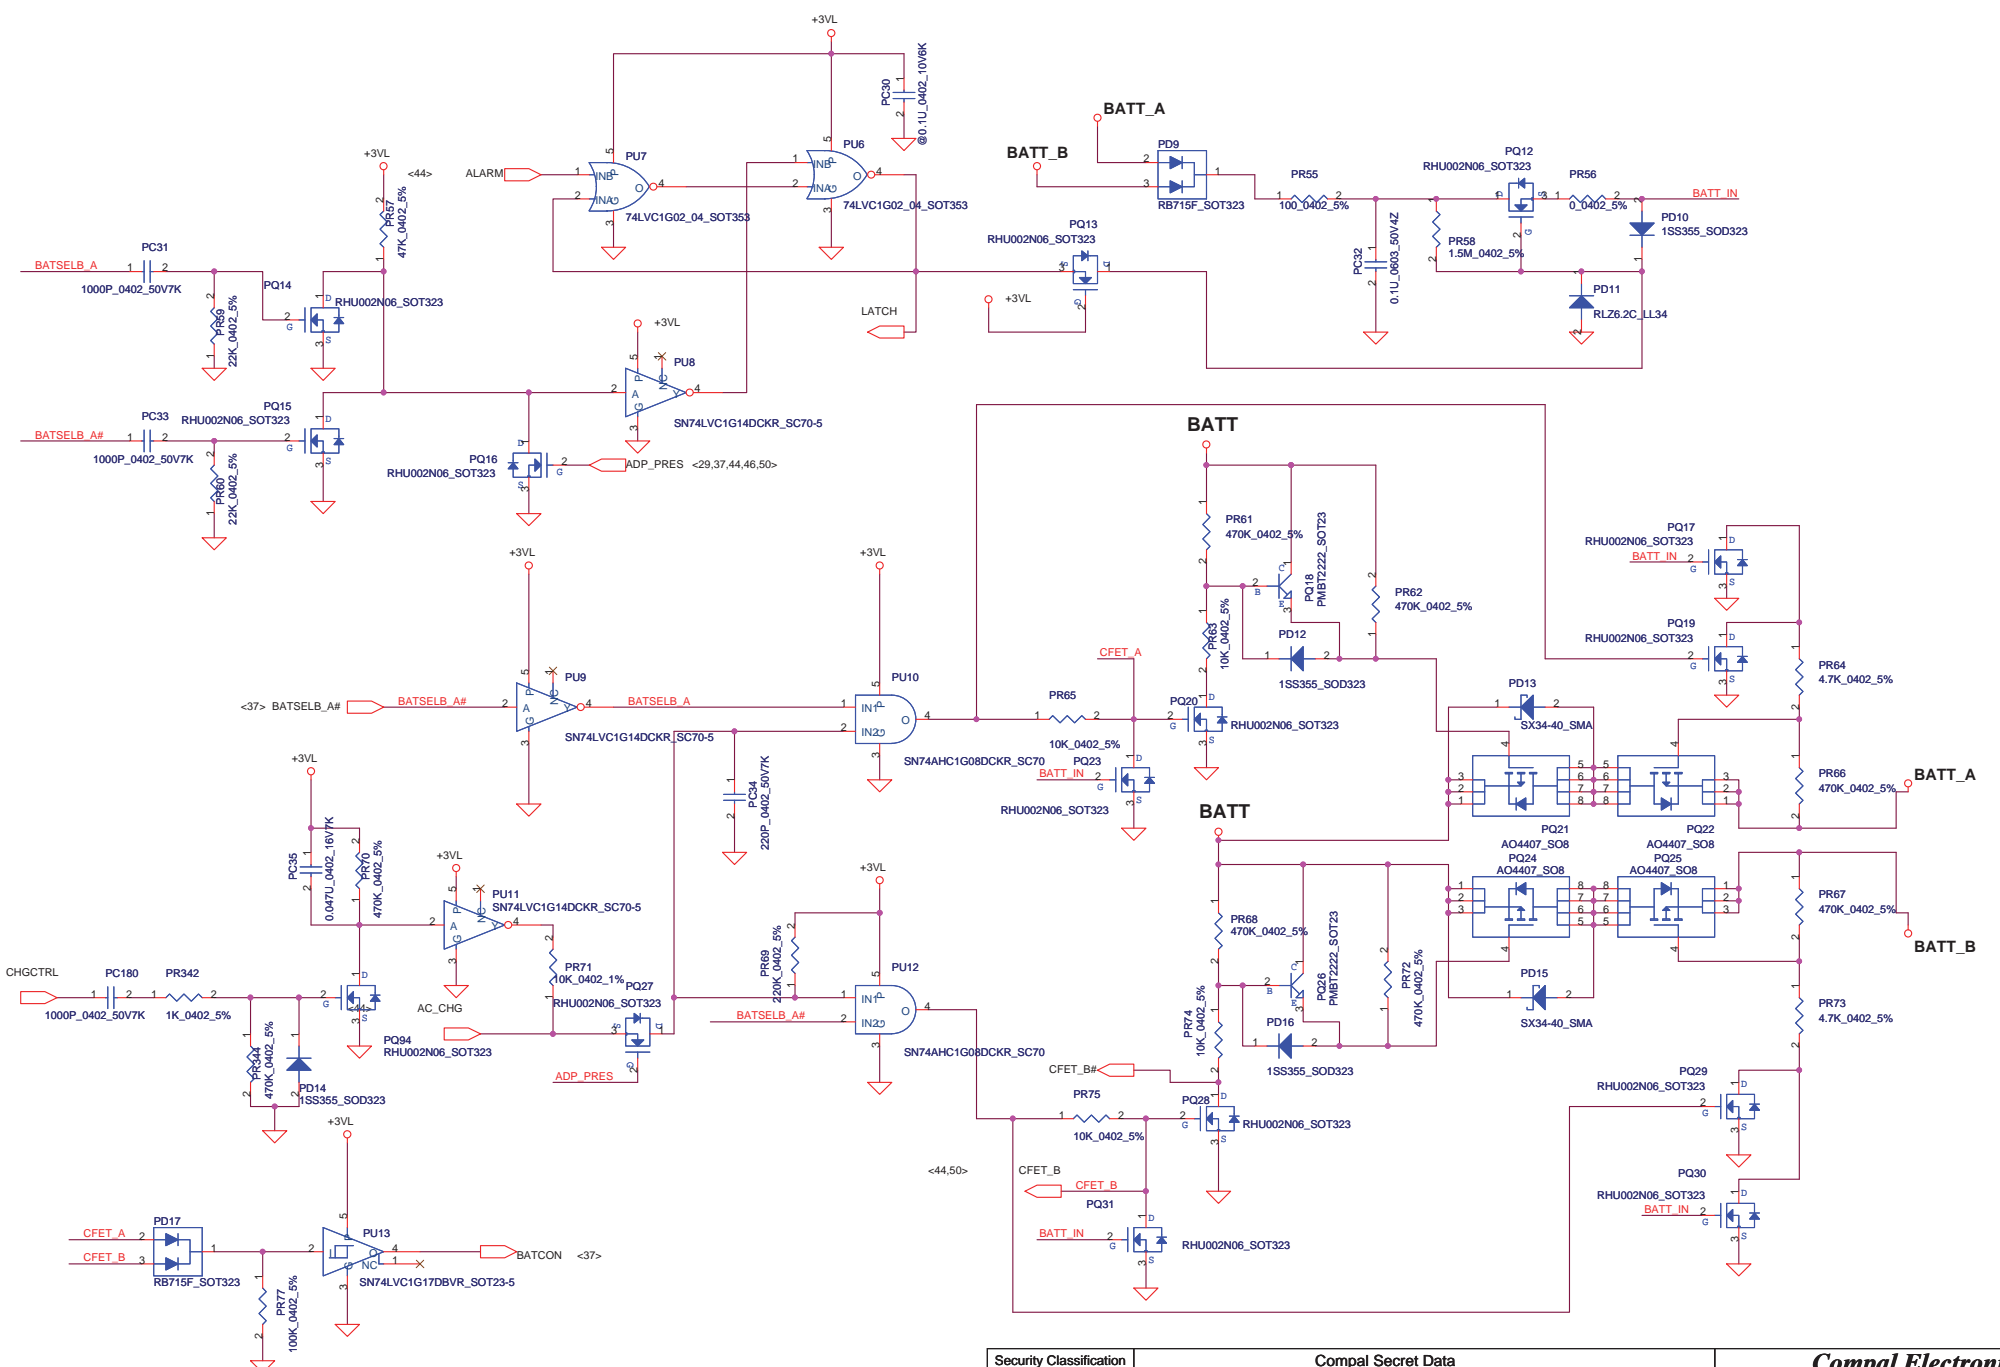 +3VL
PC30
@0.1U_0402_10V6K
PU7
74LVC1G02_04_SOT353
PU6
74LVC1G02_04_SOT353
ALARM
<44>
+3VL
PR57
47K_0402_5%
BATSELB_A
PC31
1000P_0402_50V7K
PR59
22K_0402_5%
PQ14
RHU002N06_SOT323
BATSELB_A#
PC33
1000P_0402_50V7K
PR60
22K_0402_5%
PQ15
RHU002N06_SOT323
+3VL
PU8
SN74LVC1G14DCKR_SC70-5
PQ16
RHU002N06_SOT323
ADP_PRES <29,37,44,46,50>
LATCH
+3VL
PQ13
RHU002N06_SOT323
BATT_A
BATT_B
PD9
RB715F_SOT323
PR55
100_0402_5%
PC32
0.1U_0603_50V4Z
PR58
1.5M_0402_5%
PQ12
RHU002N06_SOT323
PR56
0_0402_5%
BATT_IN
PD10
1SS355_SOD323
PD11
RLZ6.2C_LL34
BATT
PR61
470K_0402_5%
PQ18
PMBT2222_SOT23
PR62
470K_0402_5%
PR63
10K_0402_5%
PD12
1SS355_SOD323
CFET_A
PR65
10K_0402_5%
PQ20
RHU002N06_SOT323
BATT_IN
PQ23
RHU002N06_SOT323
PQ17
RHU002N06_SOT323
BATT_IN
PQ19
RHU002N06_SOT323
PR64
4.7K_0402_5%
PD13
SX34-40_SMA
PR66
470K_0402_5%
BATT_A
PQ21
AO4407_SO8
PQ22
AO4407_SO8
+3VL
PU9
SN74LVC1G14DCKR_SC70-5
<37> BATSELB_A#
BATSELB_A#
BATSELB_A
+3VL
PU10
SN74AHC1G08DCKR_SC70
PC34
220P_0402_50V7K
BATT
PQ24
AO4407_SO8
PQ25
AO4407_SO8
PR67
470K_0402_5%
BATT_B
PR68
470K_0402_5%
PQ26
PMBT2222_SOT23
PR72
470K_0402_5%
PR74
10K_0402_5%
PD16
1SS355_SOD323
PD15
SX34-40_SMA
PR73
4.7K_0402_5%
+3VL
PC35
0.047U_0402_16V7K
PR70
470K_0402_5%
+3VL
PU11
SN74LVC1G14DCKR_SC70-5
PR71
10K_0402_1%
PQ27
RHU002N06_SOT323
ADP_PRES
AC_CHG
<44>
CHGCTRL
PC180
1000P_0402_50V7K
PR342
1K_0402_5%
PR344
470K_0402_5%
PD14
1SS355_SOD323
PQ94
RHU002N06_SOT323
+3VL
PR69
220K_0402_5%
PU12
SN74AHC1G08DCKR_SC70
BATSELB_A#
CFET_B#
PR75
10K_0402_5%
PQ28
RHU002N06_SOT323
<44,50>
CFET_B
CFET_B
PQ31
RHU002N06_SOT323
BATT_IN
PQ29
RHU002N06_SOT323
PQ30
RHU002N06_SOT323
BATT_IN
+3VL
CFET_A
CFET_B
PD17
RB715F_SOT323
PU13
SN74LVC1G17DBVR_SOT23-5
BATCON <37>
PR77
100K_0402_5%
Security Classification
Compal Secret Data
Compal Electron